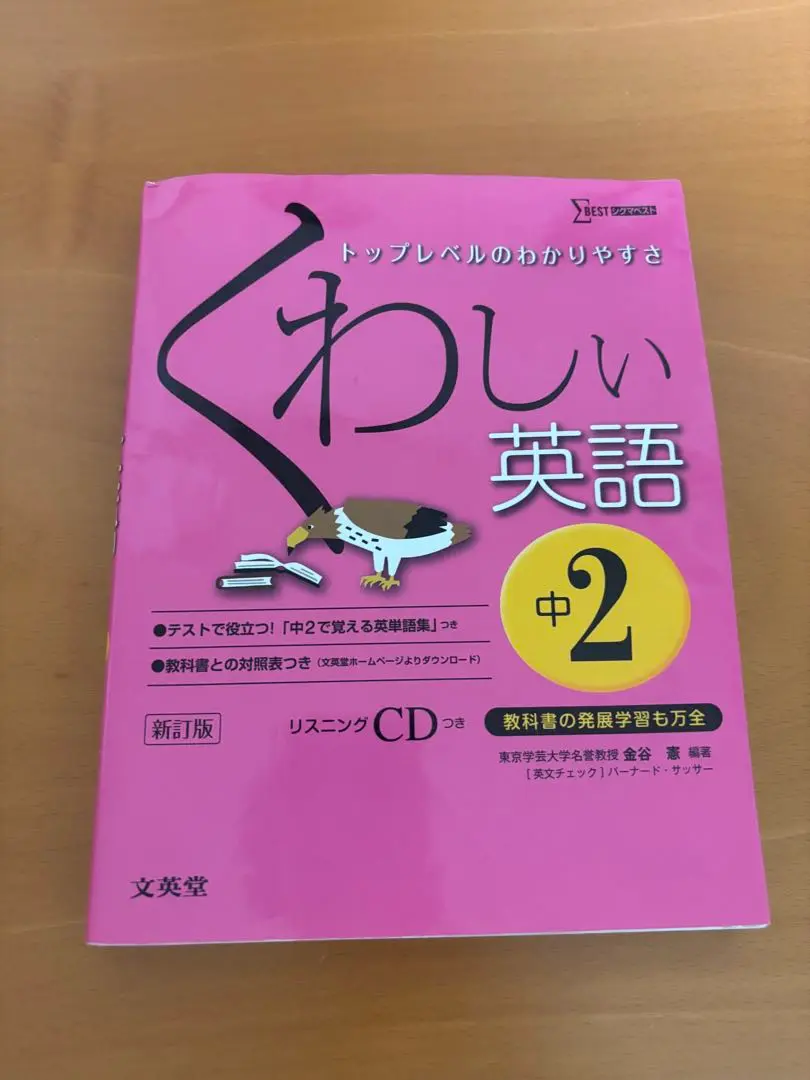 ΣBEST シグマベスト
トップレベルのわかりやすさ
くわしい
英語
中2
●テストで役立つ!「中2で覚える英単語集」つき
●教科書との対照表つき(文英堂ホームページよりダウンロード)
新訂版
リスニングCDつき
教科書の発展学習も万全
東京学芸大学名誉教授 金谷 憲 編著
[英文チェック]バーナード・サッサー
文英堂